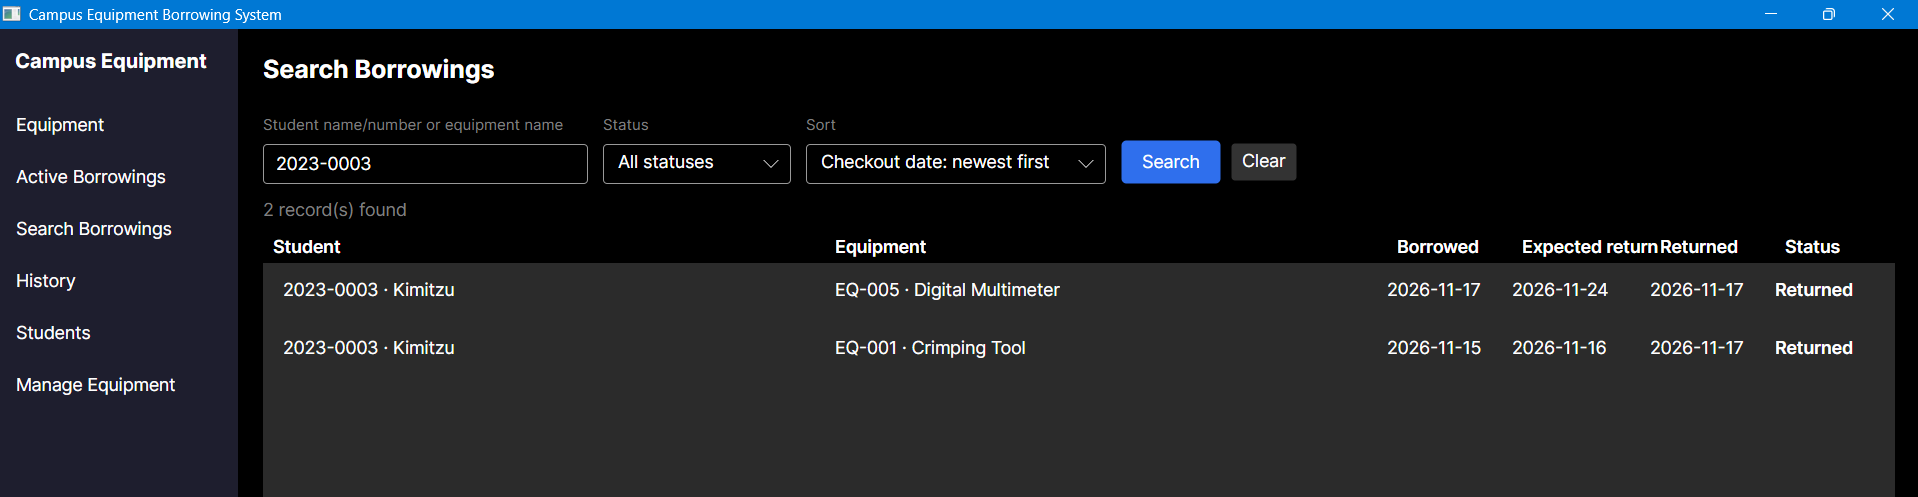 Campus Equipment Borrowing System
Campus Equipment
Equipment
Active Borrowings
Search Borrowings
History
Students
Manage Equipment
Search Borrowings
Student name/number or equipment name Status Sort
2023-0003 All statuses Checkout date: newest first Search Clear
2 record(s) found
Student Equipment Borrowed Expected return Returned Status
2023-0003 · Kimitzu EQ-005 · Digital Multimeter 2026-11-17 2026-11-24 2026-11-17 Returned
2023-0003 · Kimitzu EQ-001 · Crimping Tool 2026-11-15 2026-11-16 2026-11-17 Returned